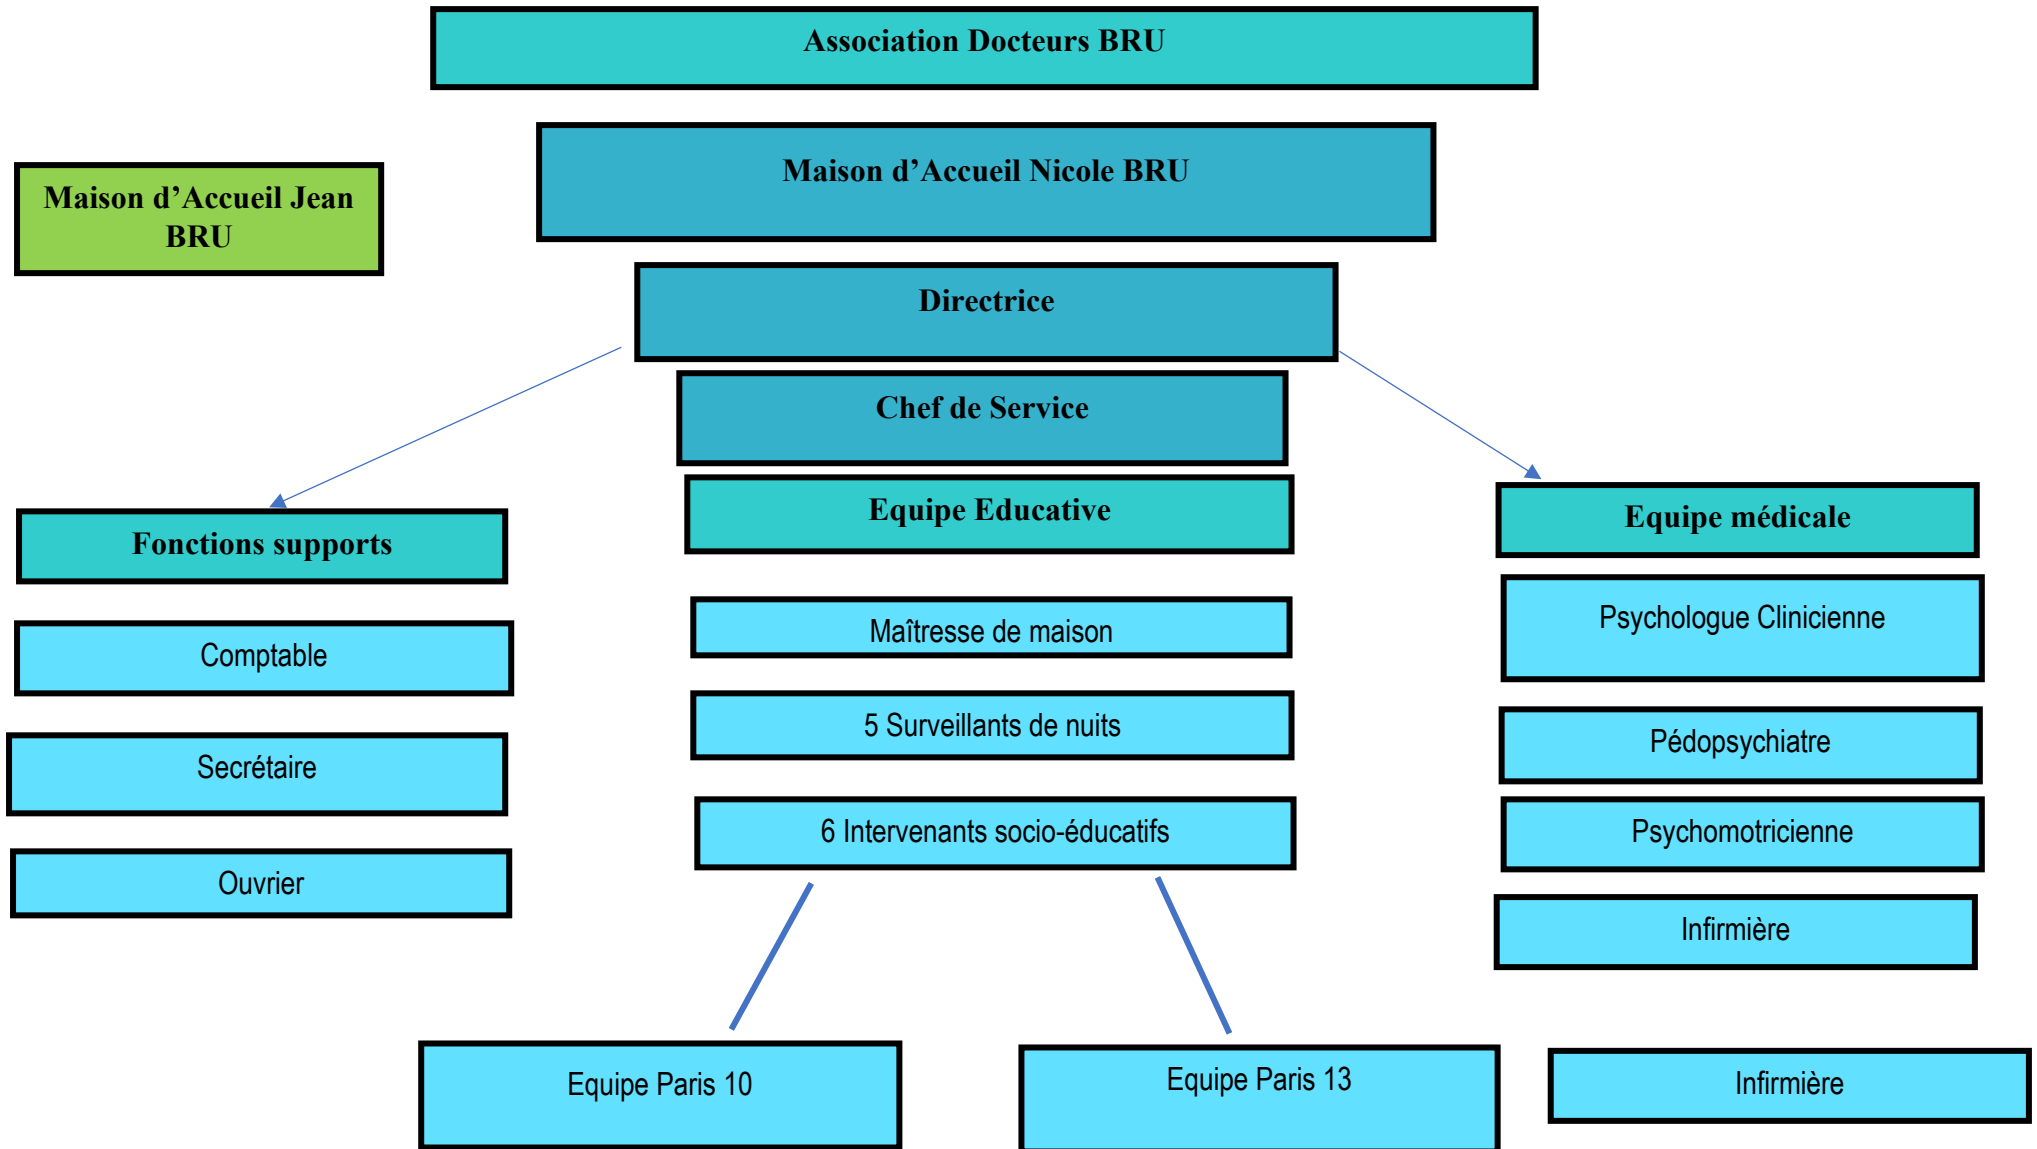 Association Docteurs BRU
Maison d’Accueil Nicole BRU
Maison d’Accueil Jean
BRU
Directrice
Chef de Service
Fonctions supports
Comptable
Secrétaire
Ouvrier
Equipe Educative
Maîtresse de maison
5 Surveillants de nuits
6 Intervenants socio-éducatifs
Equipe Paris 10
Equipe Paris 13
Equipe médicale
Psychologue Clinicienne
Pédopsychiatre
Psychomotricienne
Infirmière
Infirmière